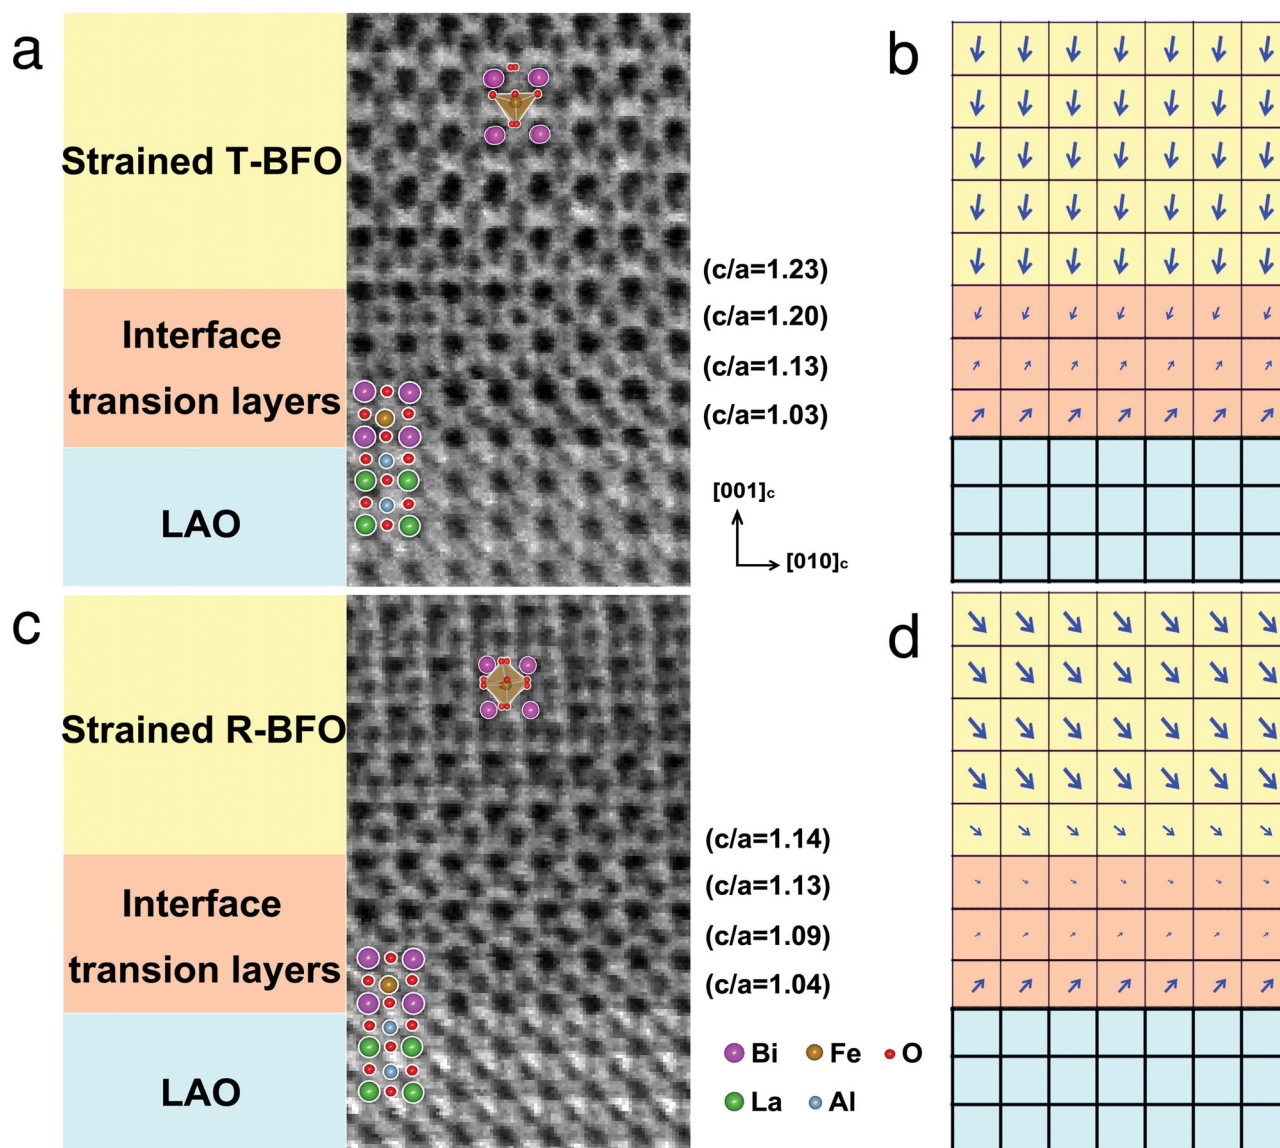 a
b
Strained T-BFO
(c/a=1.23)
Interface
(c/a=1.20)
transion layers
(c/a=1.13)
(c/a=1.03)
LAO
[001]c
[010]c
c
d
Strained R-BFO
(c/a=1.14)
Interface
(c/a=1.13)
transion layers
(c/a=1.09)
(c/a=1.04)
LAO
Bi Fe O
La Al